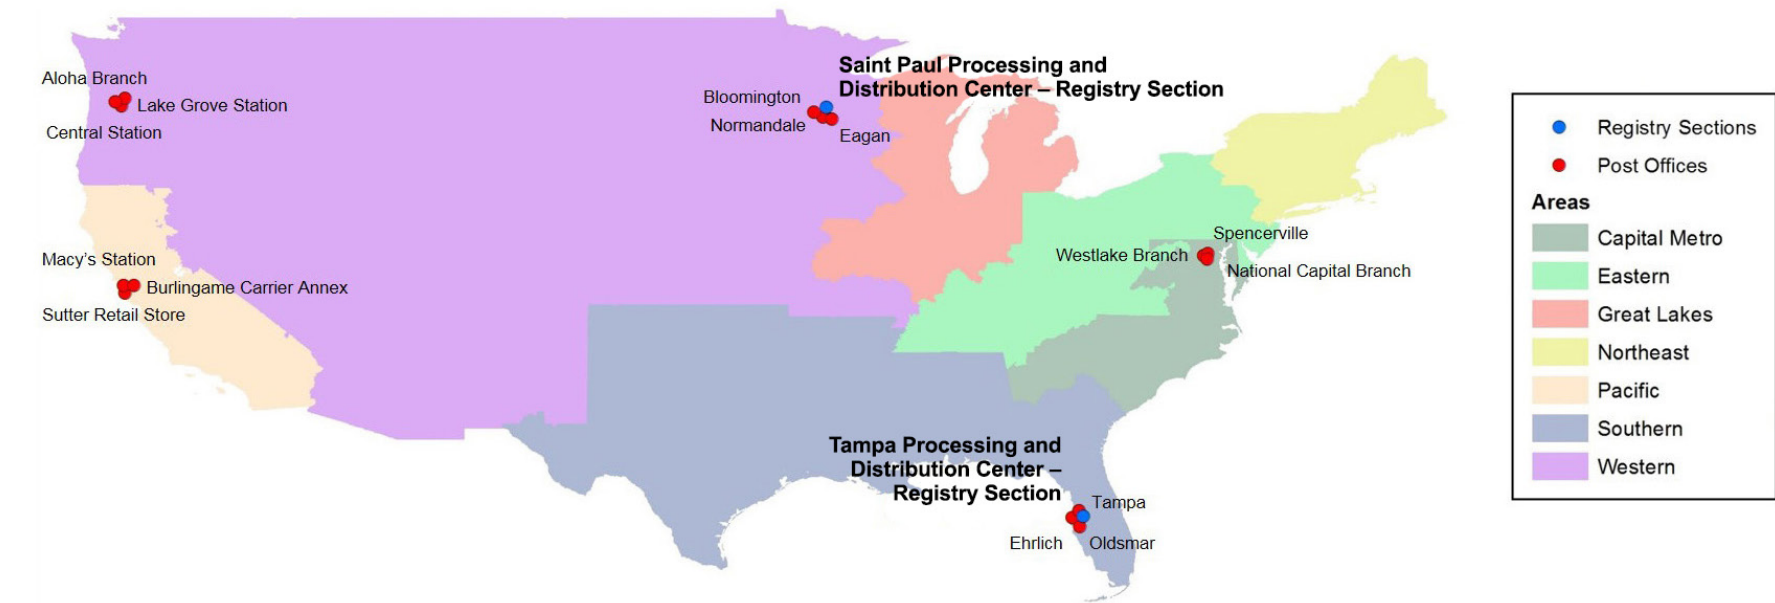 Saint Paul Processing and
Distribution Center – Registry Section
Aloha Branch
Lake Grove Station
Central Station
Bloomington
Normandale
Eagan
Macy's Station
Burlingame Carrier Annex
Sutter Retail Store
Spencerville
Westlake Branch
National Capital Branch
Tampa Processing and
Distribution Center –
Registry Section
Tampa
Ehrlich
Oldsmar
Registry Sections
Post Offices
Areas
Capital Metro
Eastern
Great Lakes
Northeast
Pacific
Southern
Western